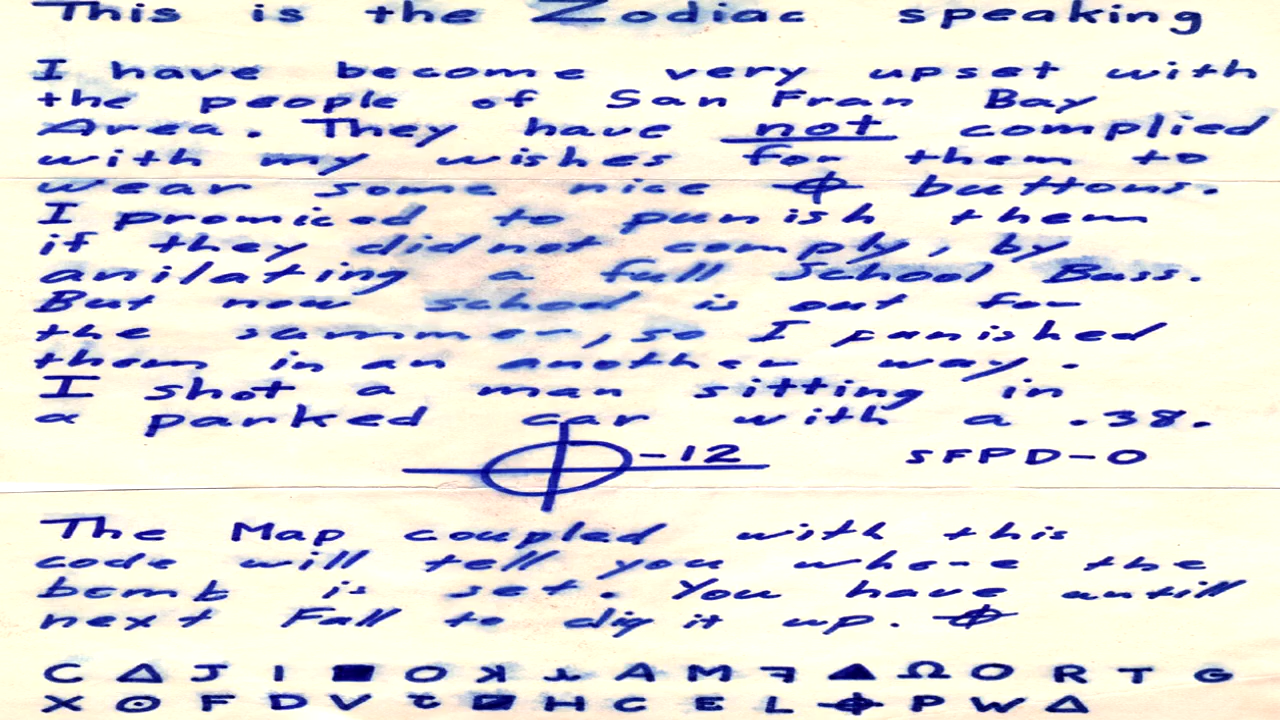 This is the Zodiac speaking
I have become very upset with
the people of San Fran Bay
Area. They have not complied
with my wishes for them to
wear some nice ⌖ buttons.
I promiced to punish them
if they did not comply, by
anilating a full School Buss.
But now school is out for
the summer, so I punished
them in an another way.
I shot a man sitting in
a parked car with a .38.
⌖-12 SFPD-0
The Map coupled with this
code will tell you where the
bomb is set. You have untill
next Fall to dig it up. ⌖
C Δ J I ■ O ꓘ A M ꟻ ▲ Ω O R T G
X ⊙ F D V H C E L ⌖ P W Δ